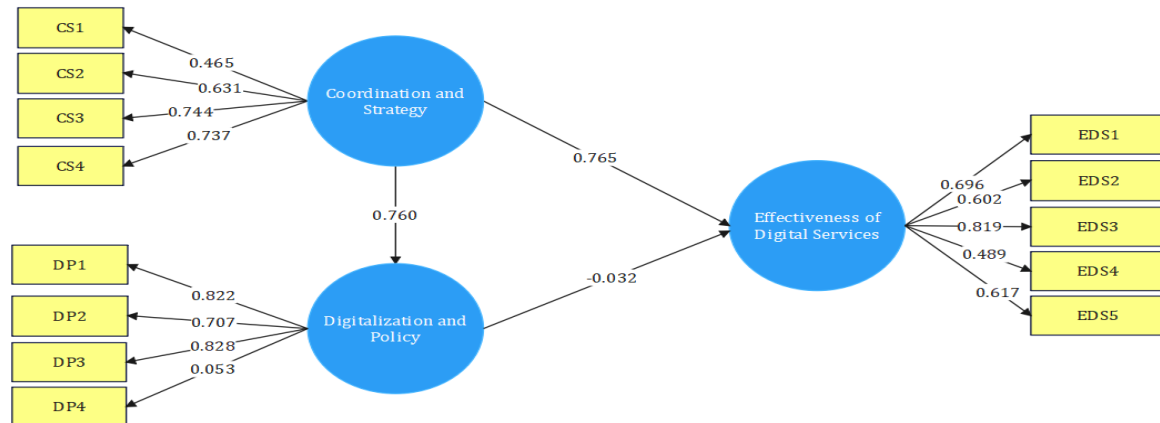 CS1
CS2
CS3
CS4
0.465
0.631
0.744
0.737
Coordination and
Strategy
0.765
0.760
DP1
DP2
DP3
DP4
0.822
0.707
0.828
0.053
Digitalization and
Policy
-0.032
Effectiveness of
Digital Services
0.696
0.602
0.819
0.489
0.617
EDS1
EDS2
EDS3
EDS4
EDS5